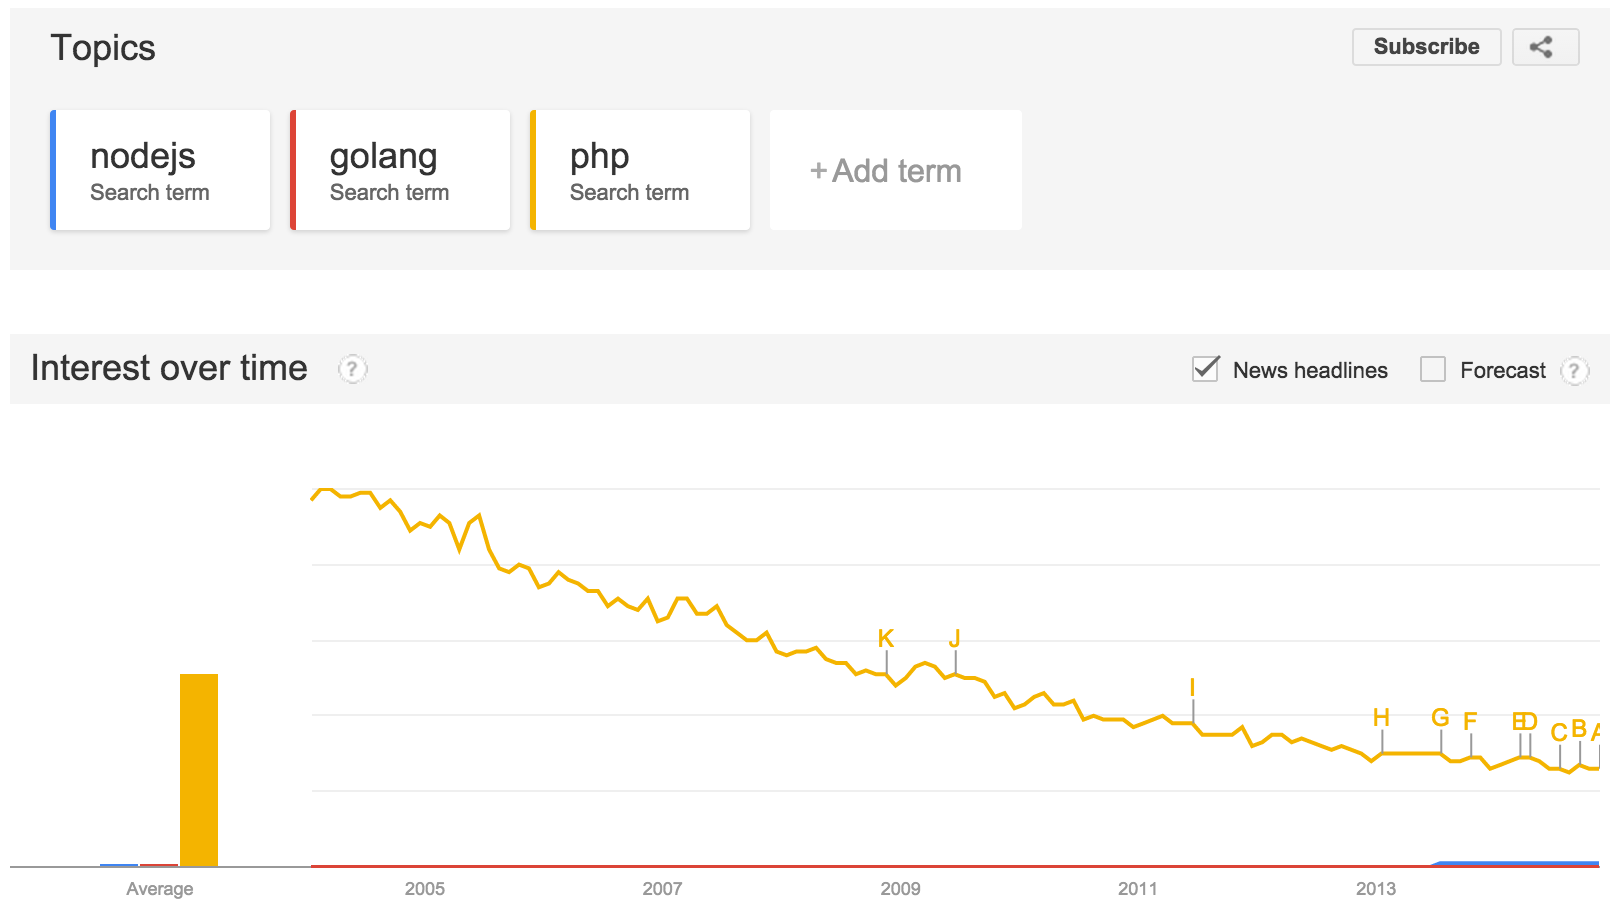 Topics
Subscribe
nodejs
Search term
golang
Search term
php
Search term
+Add term
Interest over time
?
News headlines
Forecast
?
K
J
I
H
G
F
E
D
C
B
A
Average
2005
2007
2009
2011
2013